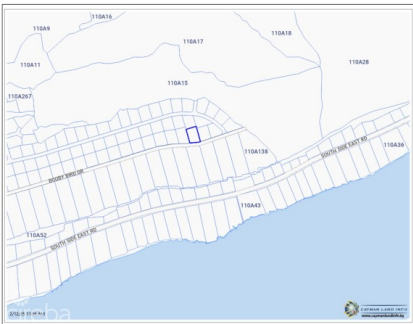 110A16
110A9
110A18
110A17
110A28
110A11
110A15
110A267
110A138
SOUTH SIDE EAST RD
110A36
BOOBY BIRD DR
110A43
110A52
SOUTH SIDE EAST RD
CAYMAN LAND INFO
www.caymanlandinfo.ky